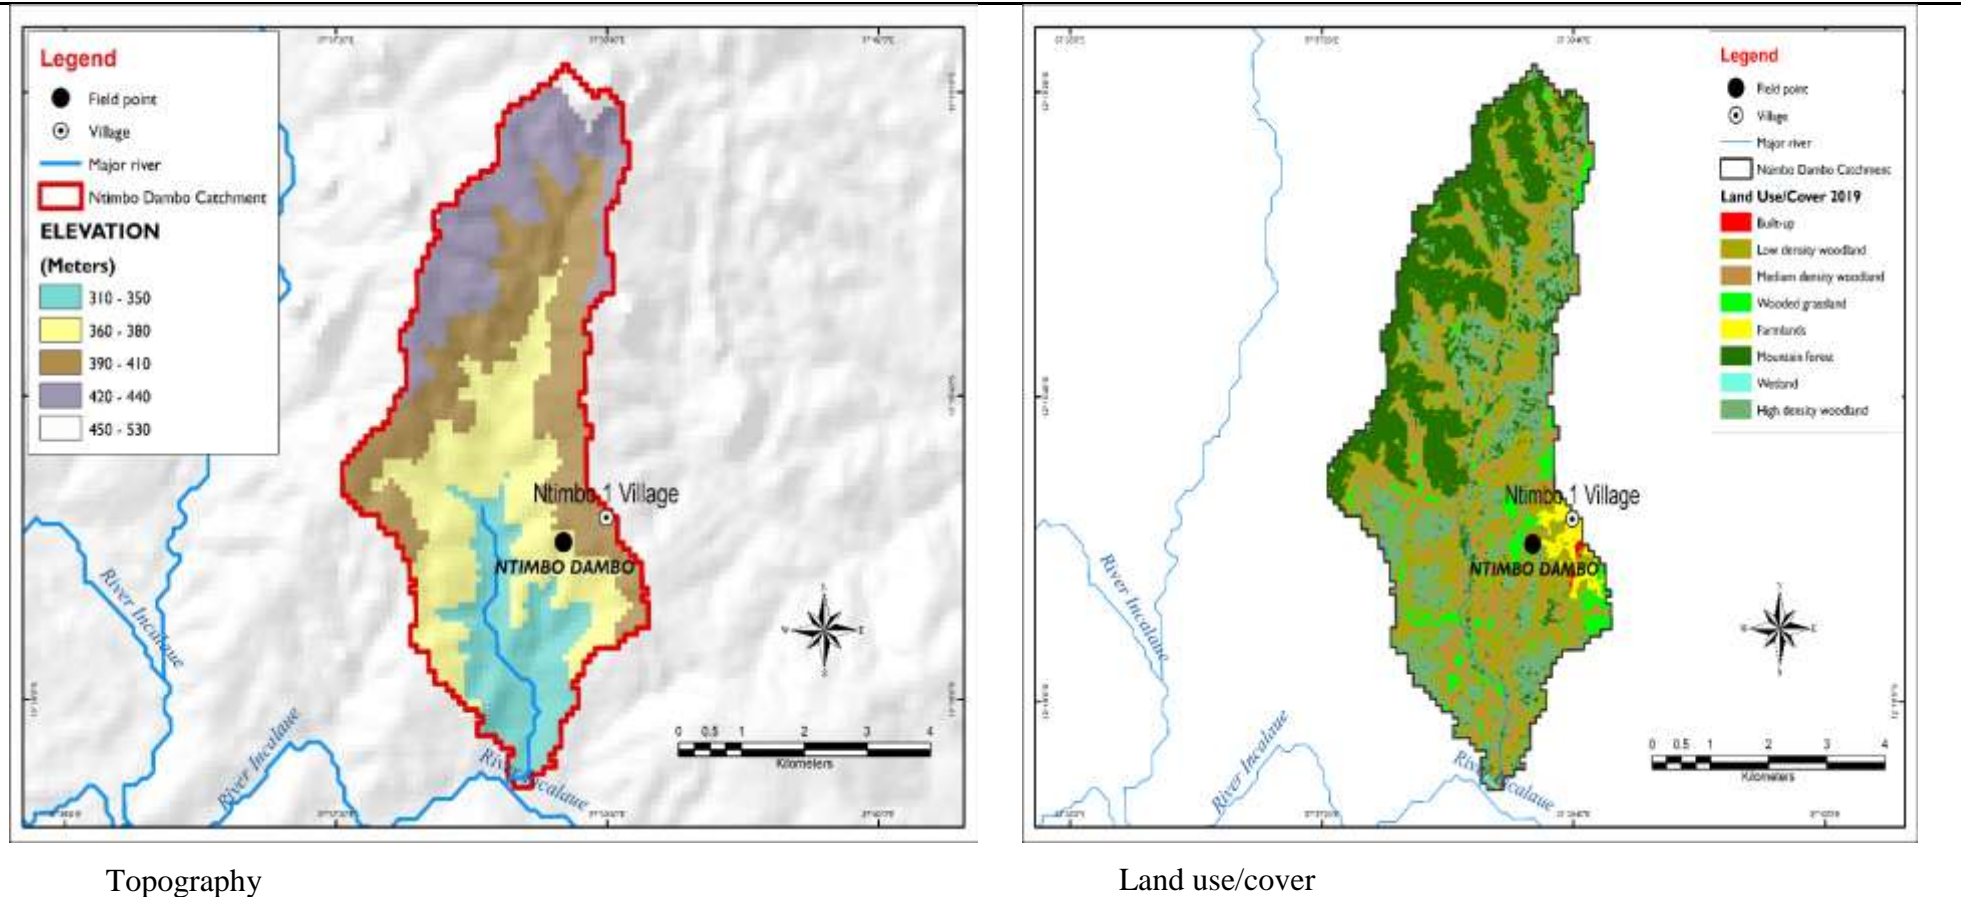 Legend
Field point
Village
Major river
Ntimbo Dambo Catchment
ELEVATION
(Meters)
310 - 350
360 - 380
390 - 410
420 - 440
450 - 530
Ntimbo 1 Village
NTIMBO DAMBO
River Incalaue
River Incalaue
River Incalaue
0 0.5 1 2 3 4
Kilometers
Topography
Legend
Field point
Village
Major river
Ntimbo Dambo Catchment
Land Use/Cover 2019
Built-up
Low density woodland
Medium density woodland
Wooded grassland
Farmlands
Mountain forest
Wetland
High density woodland
Ntimbo 1 Village
NTIMBO DAMBO
River Incalaue
River Incalaue
River Incalaue
0 0.5 1 2 3 4
Kilometers
Land use/cover